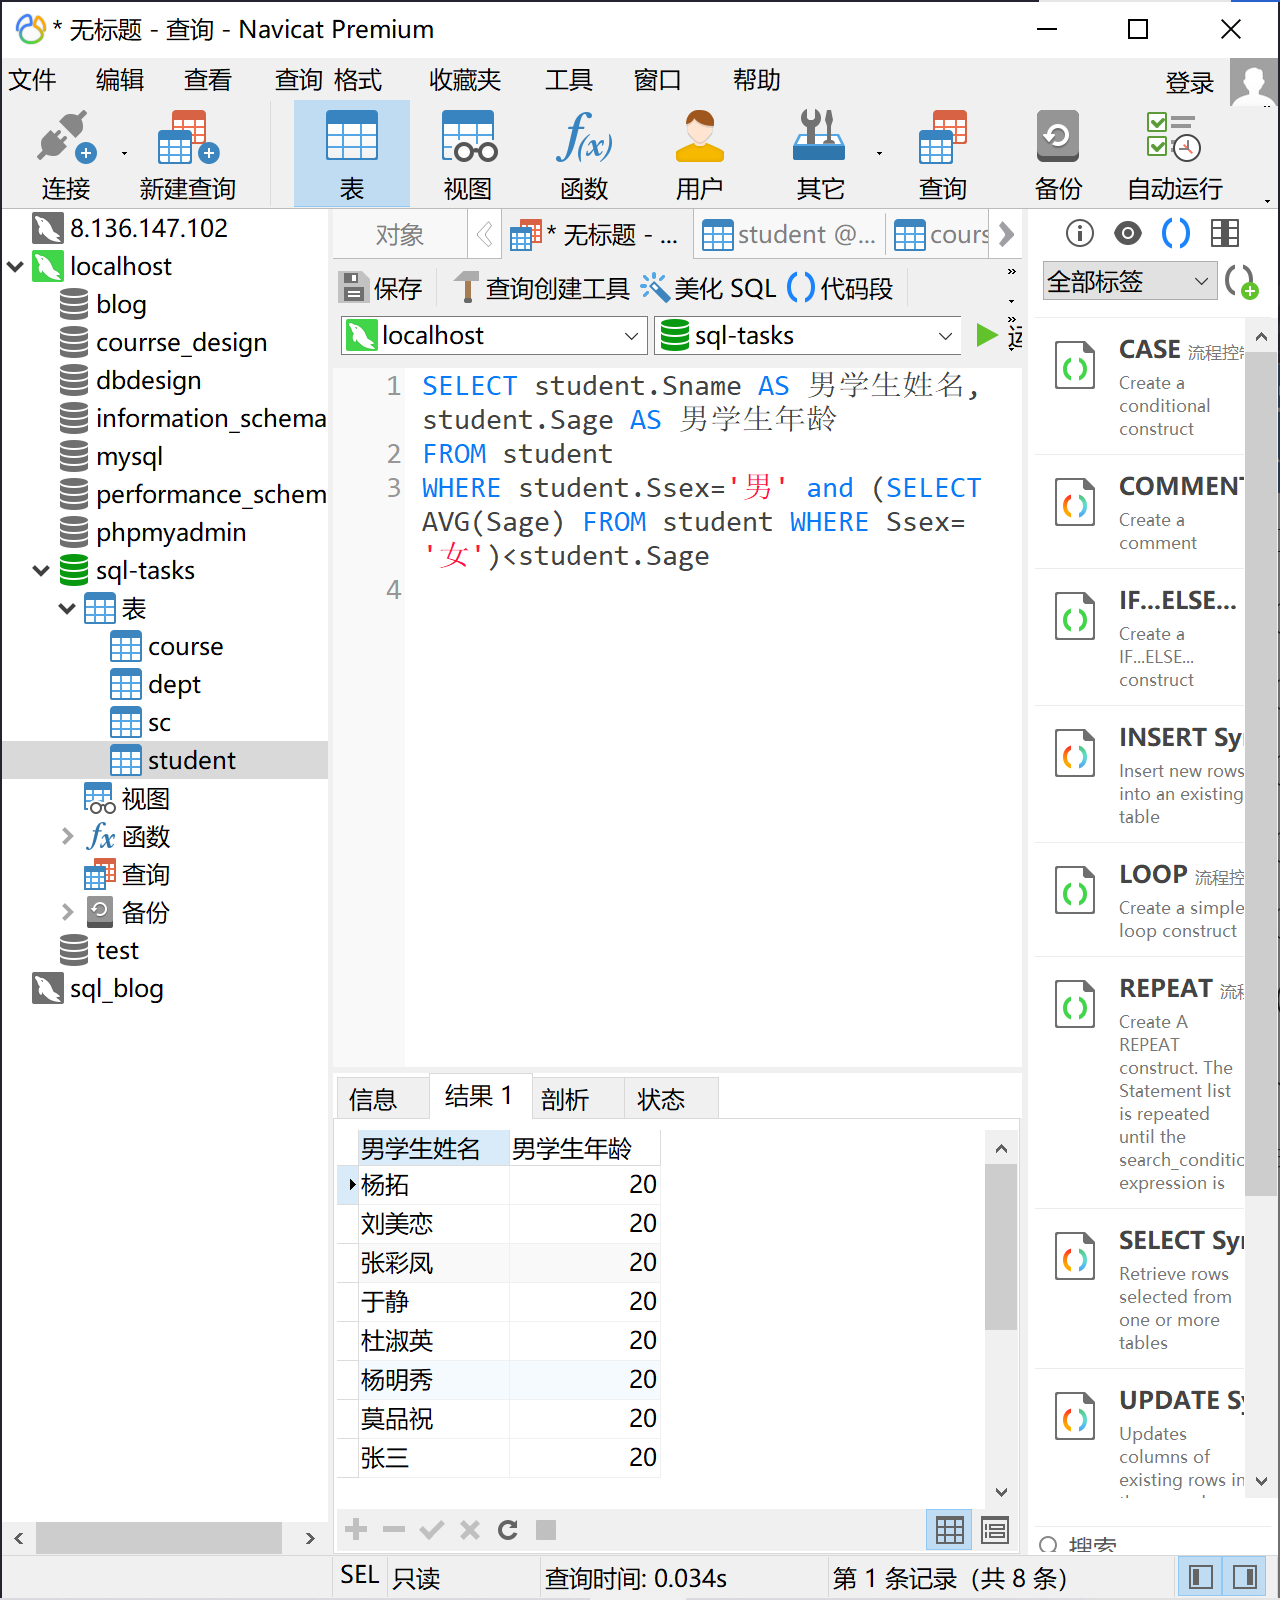 * 无标题 - 查询 - Navicat Premium
文件 编辑 查看 查询 格式 收藏夹 工具 窗口 帮助 登录
连接 新建查询 表 视图 函数 用户 其它 查询 备份 自动运行
8.136.147.102
localhost
blog
courrse_design
dbdesign
information_schema
mysql
performance_schem
phpmyadmin
sql-tasks
表
course
dept
sc
student
视图
函数
查询
备份
test
sql_blog
对象 * 无标题 - ... student @... cours
保存 查询创建工具 美化 SQL 代码段
localhost sql-tasks 运
1 SELECT student.Sname AS 男学生姓名,
student.Sage AS 男学生年龄
2 FROM student
3 WHERE student.Ssex='男' and (SELECT
AVG(Sage) FROM student WHERE Ssex=
'女')<student.Sage
4
信息 结果 1 剖析 状态
男学生姓名 男学生年龄
杨拓 20
刘美恋 20
张彩凤 20
于静 20
杜淑英 20
杨明秀 20
莫品祝 20
张三 20
全部标签
CASE 流程控制
Create a
conditional
construct
COMMENT
Create a
comment
IF...ELSE...
Create a
IF...ELSE...
construct
INSERT Sy
Insert new rows
into an existing
table
LOOP 流程控
Create a simple
loop construct
REPEAT 流程
Create A
REPEAT
construct. The
Statement list
is repeated
until the
search_conditio
expression is
SELECT Syn
Retrieve rows
selected from
one or more
tables
UPDATE Sy
Updates
columns of
existing rows in
搜索
SEL 只读 查询时间: 0.034s 第 1 条记录 (共 8 条)